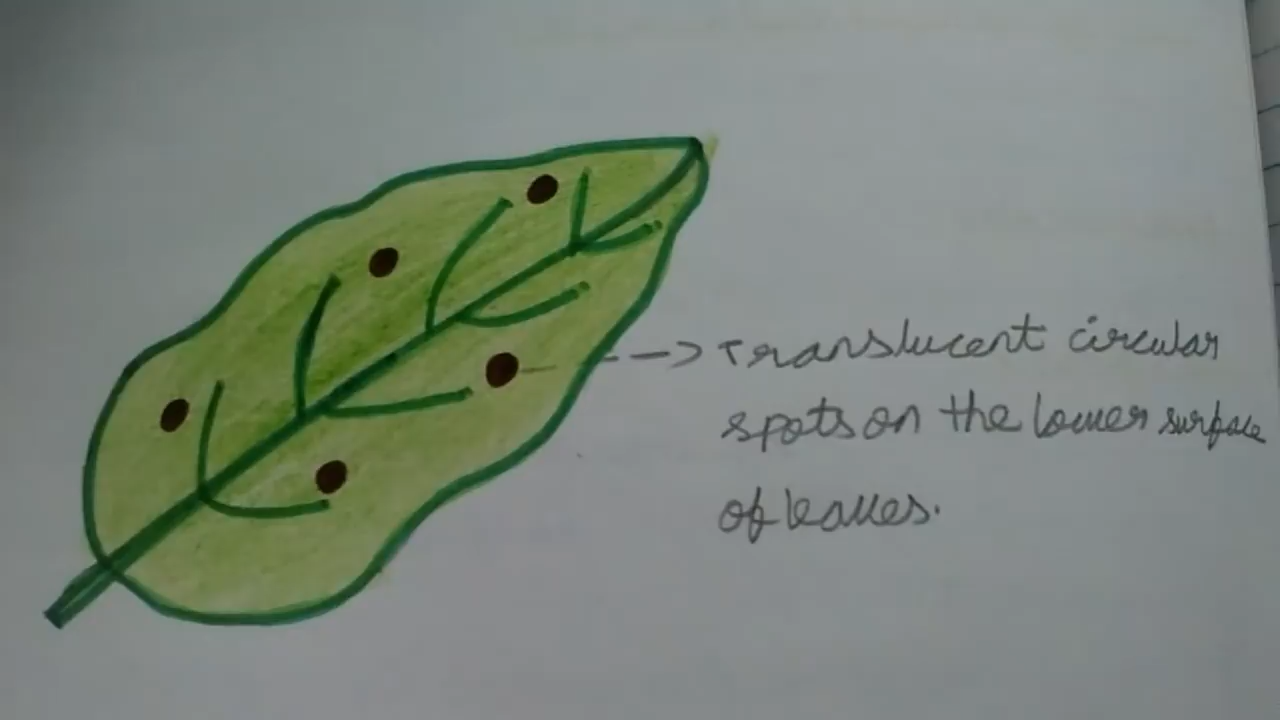 Translucent circular
spots on the lower surface
of leaves.